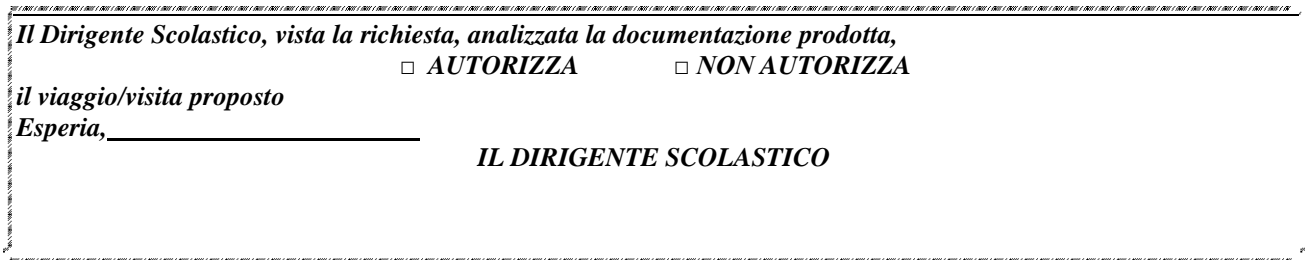 Il Dirigente Scolastico, vista la richiesta, analizzata la documentazione prodotta,
□ AUTORIZZA □ NON AUTORIZZA
il viaggio/visita proposto
Esperia,______________________
IL DIRIGENTE SCOLASTICO